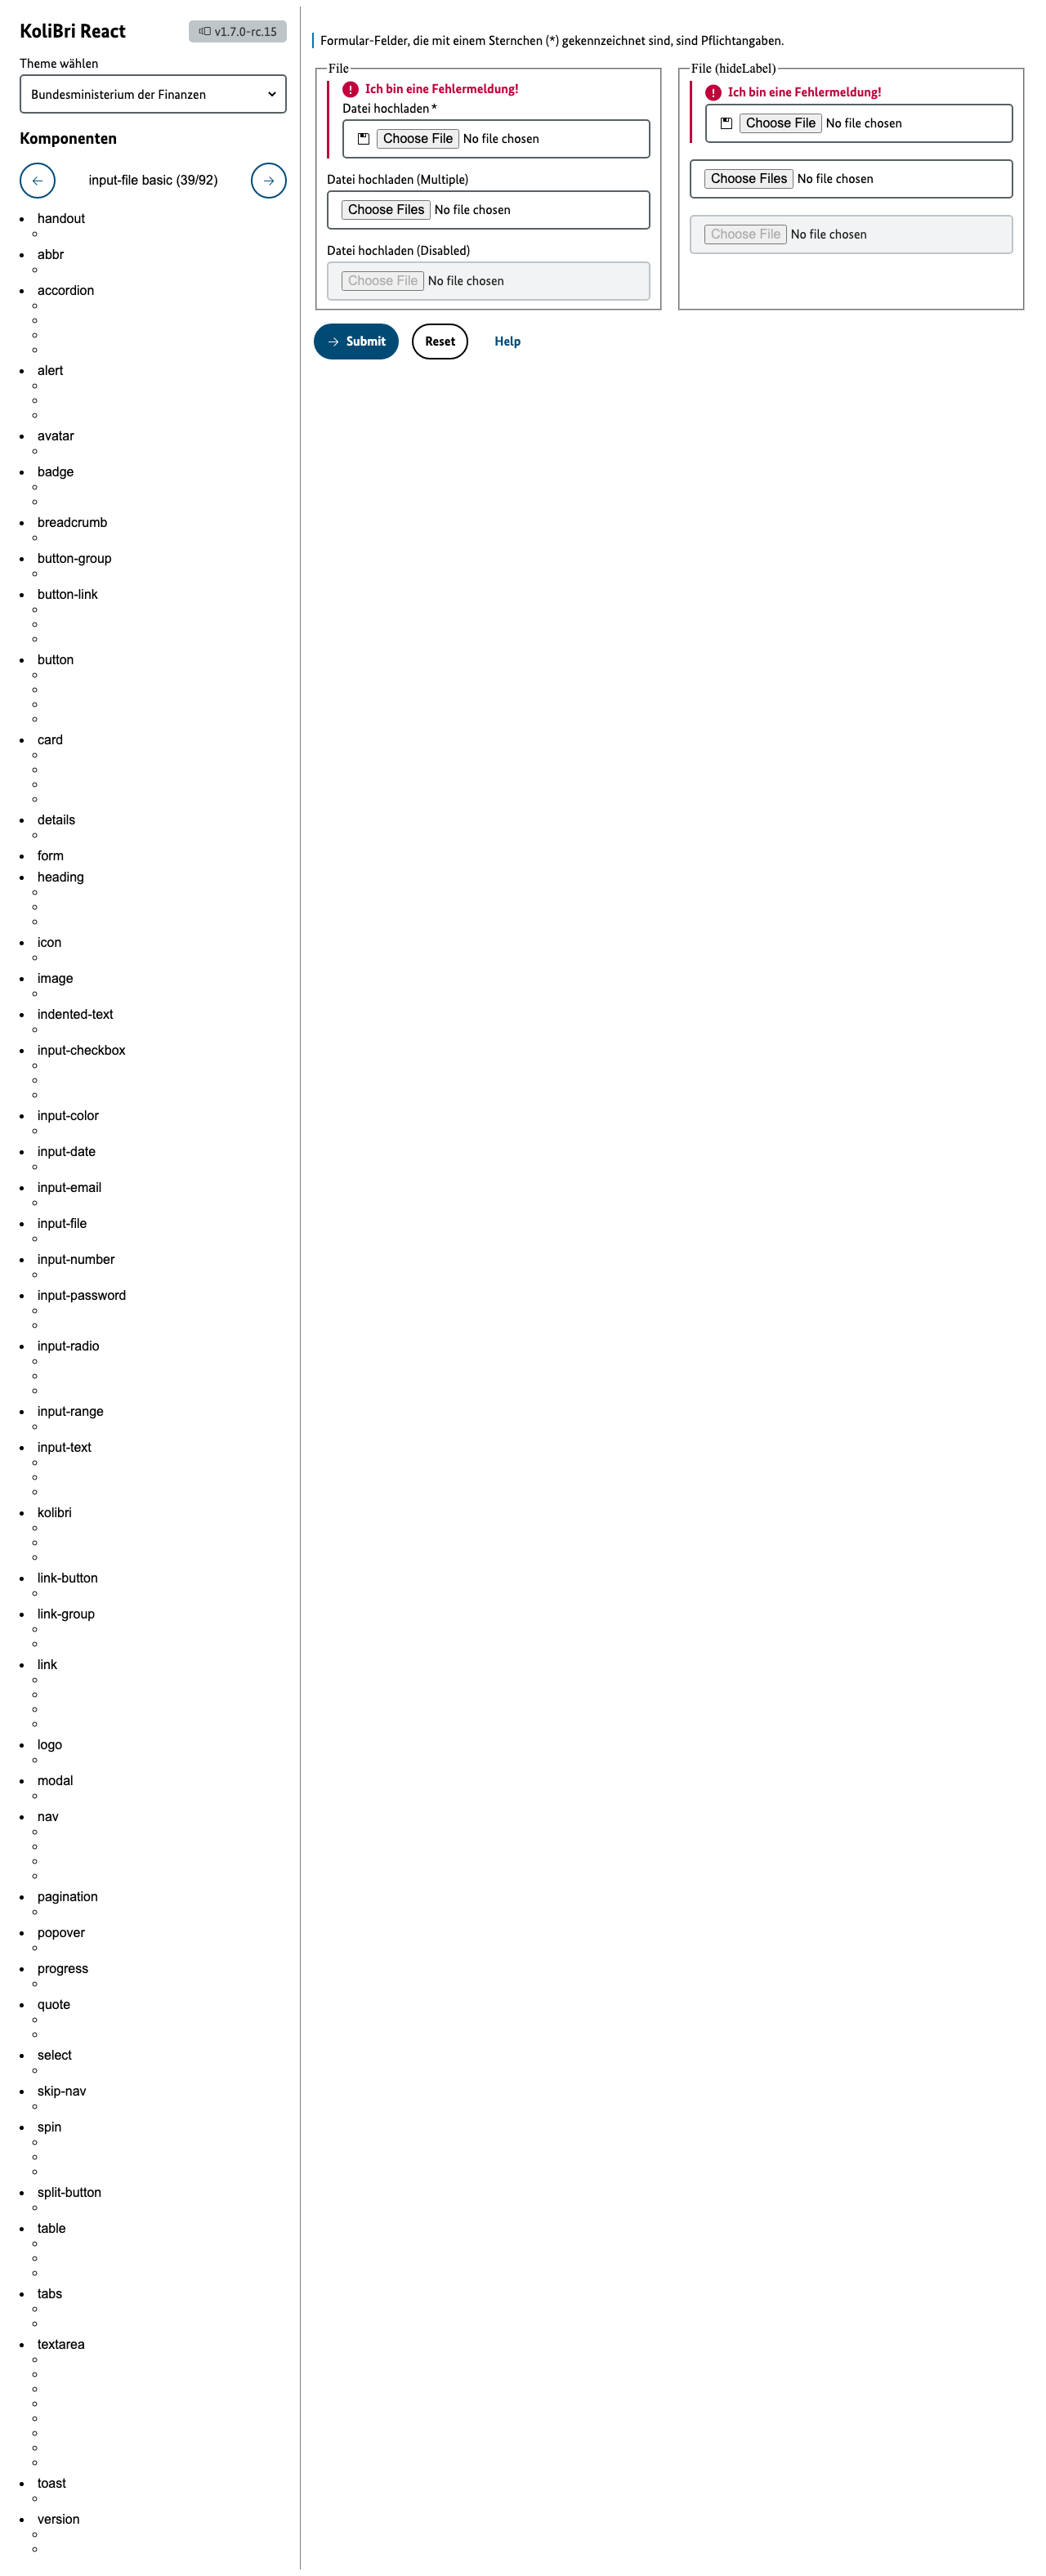 KoliBri React
v1.7.0-rc.15
Theme wählen
Bundesministerium der Finanzen
Komponenten
input-file basic (39/92)
handout
abbr
accordion
alert
avatar
badge
breadcrumb
button-group
button-link
button
card
details
form
heading
icon
image
indented-text
input-checkbox
input-color
input-date
input-email
input-file
input-number
input-password
input-radio
input-range
input-text
kolibri
link-button
link-group
link
logo
modal
nav
pagination
popover
progress
quote
select
skip-nav
spin
split-button
table
tabs
textarea
toast
version
Formular-Felder, die mit einem Sternchen (*) gekennzeichnet sind, sind Pflichtangaben.
File
Ich bin eine Fehlermeldung!
Datei hochladen *
Choose File No file chosen
Datei hochladen (Multiple)
Choose Files No file chosen
Datei hochladen (Disabled)
Choose File No file chosen
File (hideLabel)
Ich bin eine Fehlermeldung!
Choose File No file chosen
Choose Files No file chosen
Choose File No file chosen
Submit Reset Help